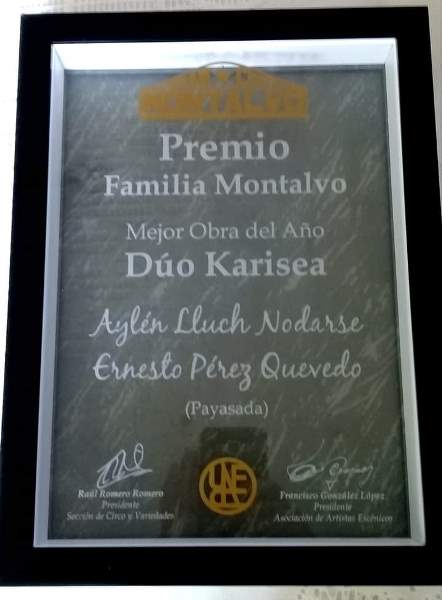 MONTALVO
Premio
Familia Montalvo
Mejor Obra del Año
Dúo Karisea
Aylén Lluch Nodarse
Ernesto Pérez Quevedo
(Payasada)
Raúl Romero Romero
Presidente
Sección de Circo y Variedades
Francisco González López
Presidente
Asociación de Artistas Escénicos